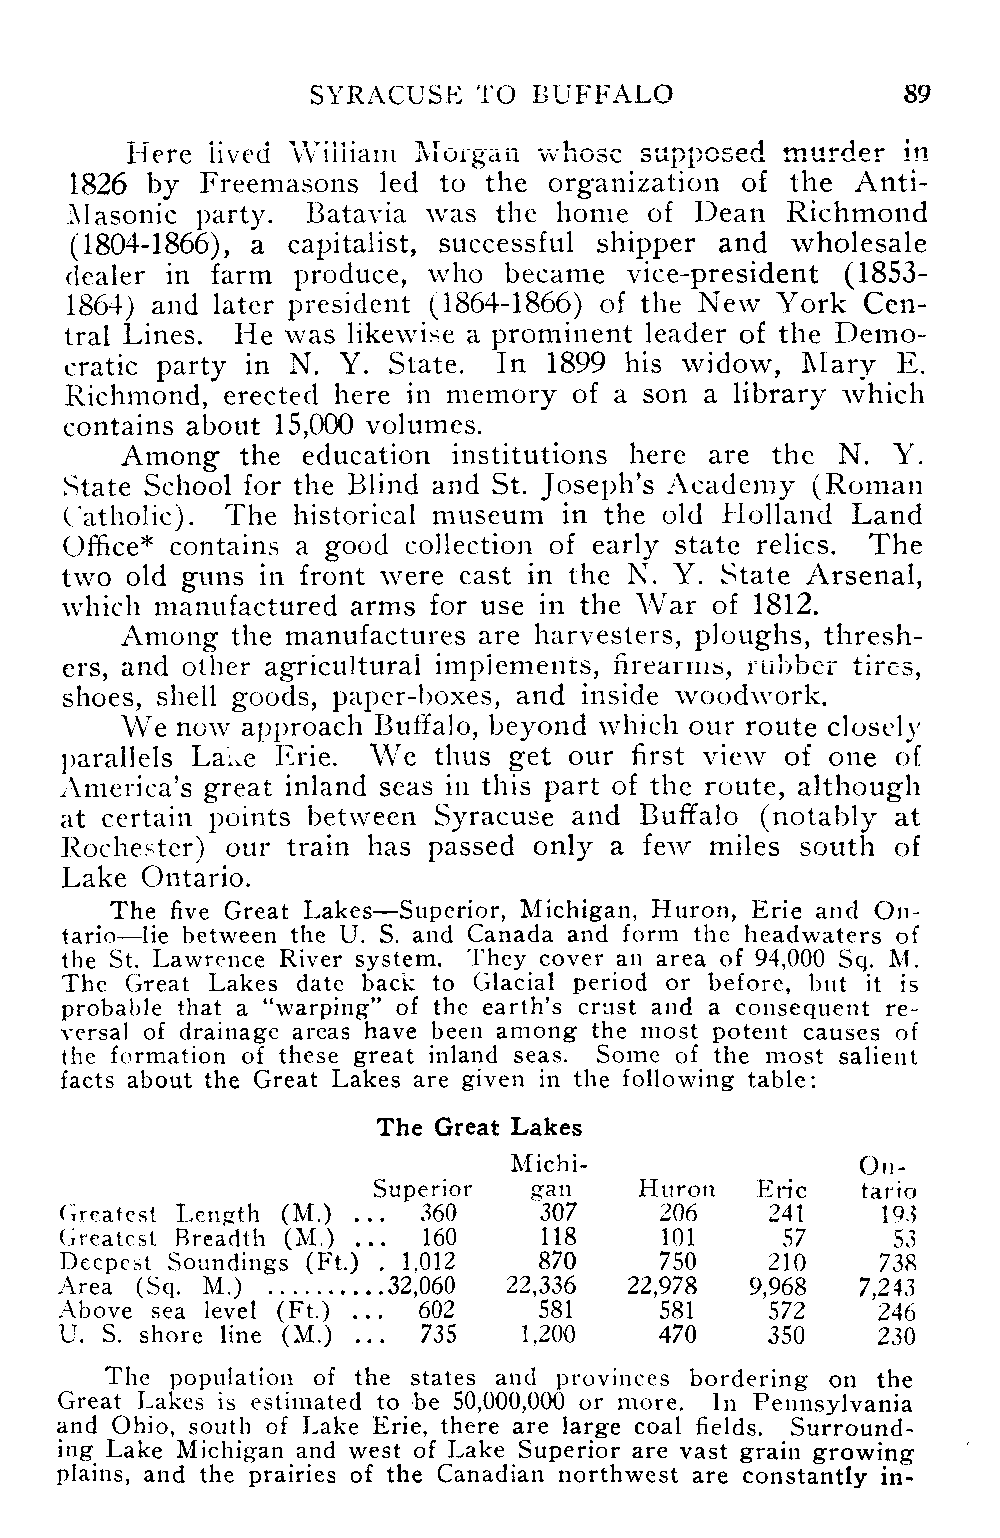 SYRACUSE TO BUFFALO 89
Here lived William Morgan whose supposed murder in
1826 by Freemasons led to the organization of the Anti-
Masonic party. Batavia was the home of Dean Richmond
(1804-1866), a capitalist, successful shipper and wholesale
dealer in farm produce, who became vice-president (1853-
1864) and later president (1864-1866) of the New York Cen-
tral Lines. He was likewise a prominent leader of the Demo-
cratic party in N. Y. State. In 1899 his widow, Mary E.
Richmond, erected here in memory of a son a library which
contains about 15,000 volumes.
Among the education institutions here are the N. Y.
State School for the Blind and St. Joseph's Academy (Roman
Catholic). The historical museum in the old Holland Land
Office* contains a good collection of early state relics. The
two old guns in front were cast in the N. Y. State Arsenal,
which manufactured arms for use in the War of 1812.
Among the manufactures are harvesters, ploughs, thresh-
ers, and other agricultural implements, firearms, rubber tires,
shoes, shell goods, paper-boxes, and inside woodwork.
We now approach Buffalo, beyond which our route closely
parallels Lake Erie. We thus get our first view of one of
America's great inland seas in this part of the route, although
at certain points between Syracuse and Buffalo (notably at
Rochester) our train has passed only a few miles south of
Lake Ontario.
The five Great Lakes—Superior, Michigan, Huron, Erie and On-
tario—lie between the U. S. and Canada and form the headwaters of
the St. Lawrence River system. They cover an area of 94,000 Sq. M.
The Great Lakes date back to Glacial period or before, but it is
probable that a "warping" of the earth's crust and a consequent re-
versal of drainage areas have been among the most potent causes of
the formation of these great inland seas. Some of the most salient
facts about the Great Lakes are given in the following table:
The Great Lakes
Michi- On-
Superior gan Huron Erie tario
Greatest Length (M.) ... 360 307 206 241 193
Greatest Breadth (M.) ... 160 118 101 57 53
Deepest Soundings (Ft.) . 1,012 870 750 210 738
Area (Sq. M.) ..........32,060 22,336 22,978 9,968 7,243
Above sea level (Ft.) ... 602 581 581 572 246
U. S. shore line (M.) ... 735 1,200 470 350 230
The population of the states and provinces bordering on the
Great Lakes is estimated to be 50,000,000 or more. In Pennsylvania
and Ohio, south of Lake Erie, there are large coal fields. Surround-
ing Lake Michigan and west of Lake Superior are vast grain growing
plains, and the prairies of the Canadian northwest are constantly in-